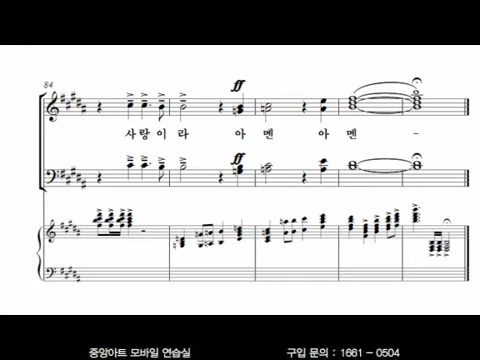 84
ff
사랑이라 아멘 아멘 -
ff
중앙아트 모바일 연습실 구입 문의 : 1661 - 0504